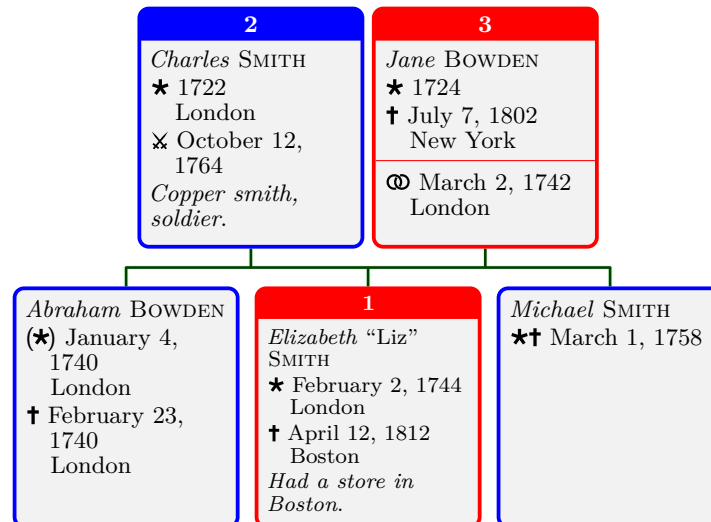 2
Charles SMITH
* 1722
London
⚔ October 12,
1764
Copper smith,
soldier.
3
Jane BOWDEN
* 1724
† July 7, 1802
New York
⚭ March 2, 1742
London
Abraham BOWDEN
(*) January 4,
1740
London
† February 23,
1740
London
1
Elizabeth “Liz”
SMITH
* February 2, 1744
London
† April 12, 1812
Boston
Had a store in
Boston.
Michael SMITH
*† March 1, 1758